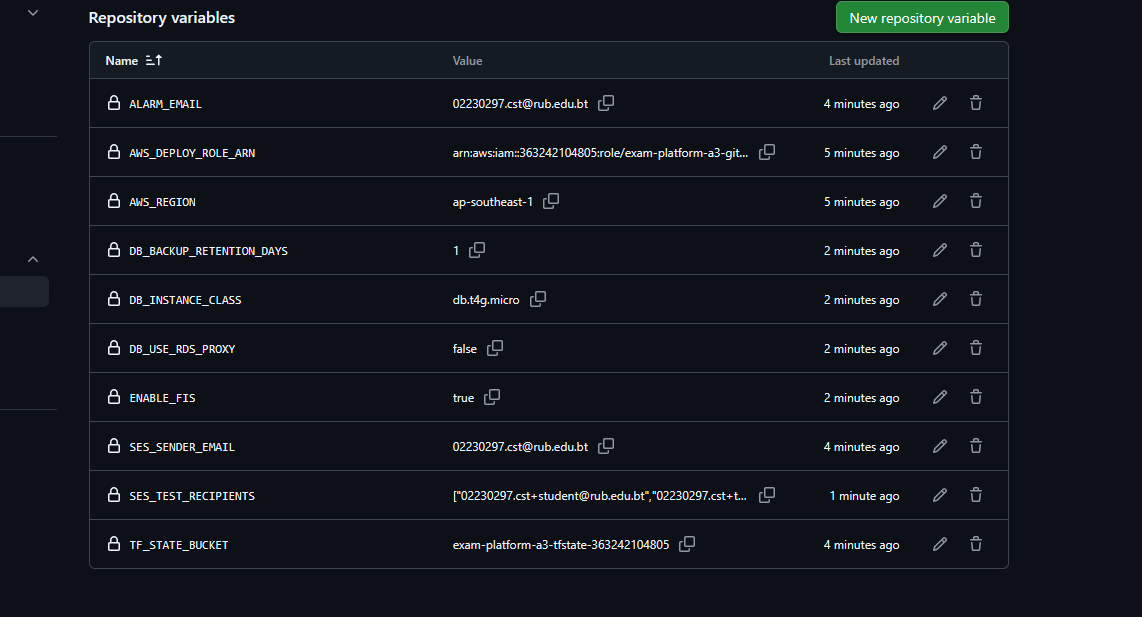 Repository variables
New repository variable
Name Value Last updated
ALARM_EMAIL 02230297.cst@rub.edu.bt 4 minutes ago
AWS_DEPLOY_ROLE_ARN arn:aws:iam::363242104805:role/exam-platform-a3-git... 5 minutes ago
AWS_REGION ap-southeast-1 5 minutes ago
DB_BACKUP_RETENTION_DAYS 1 2 minutes ago
DB_INSTANCE_CLASS db.t4g.micro 2 minutes ago
DB_USE_RDS_PROXY false 2 minutes ago
ENABLE_FIS true 2 minutes ago
SES_SENDER_EMAIL 02230297.cst@rub.edu.bt 4 minutes ago
SES_TEST_RECIPIENTS ["02230297.cst+student@rub.edu.bt","02230297.cst+t... 1 minute ago
TF_STATE_BUCKET exam-platform-a3-tfstate-363242104805 4 minutes ago